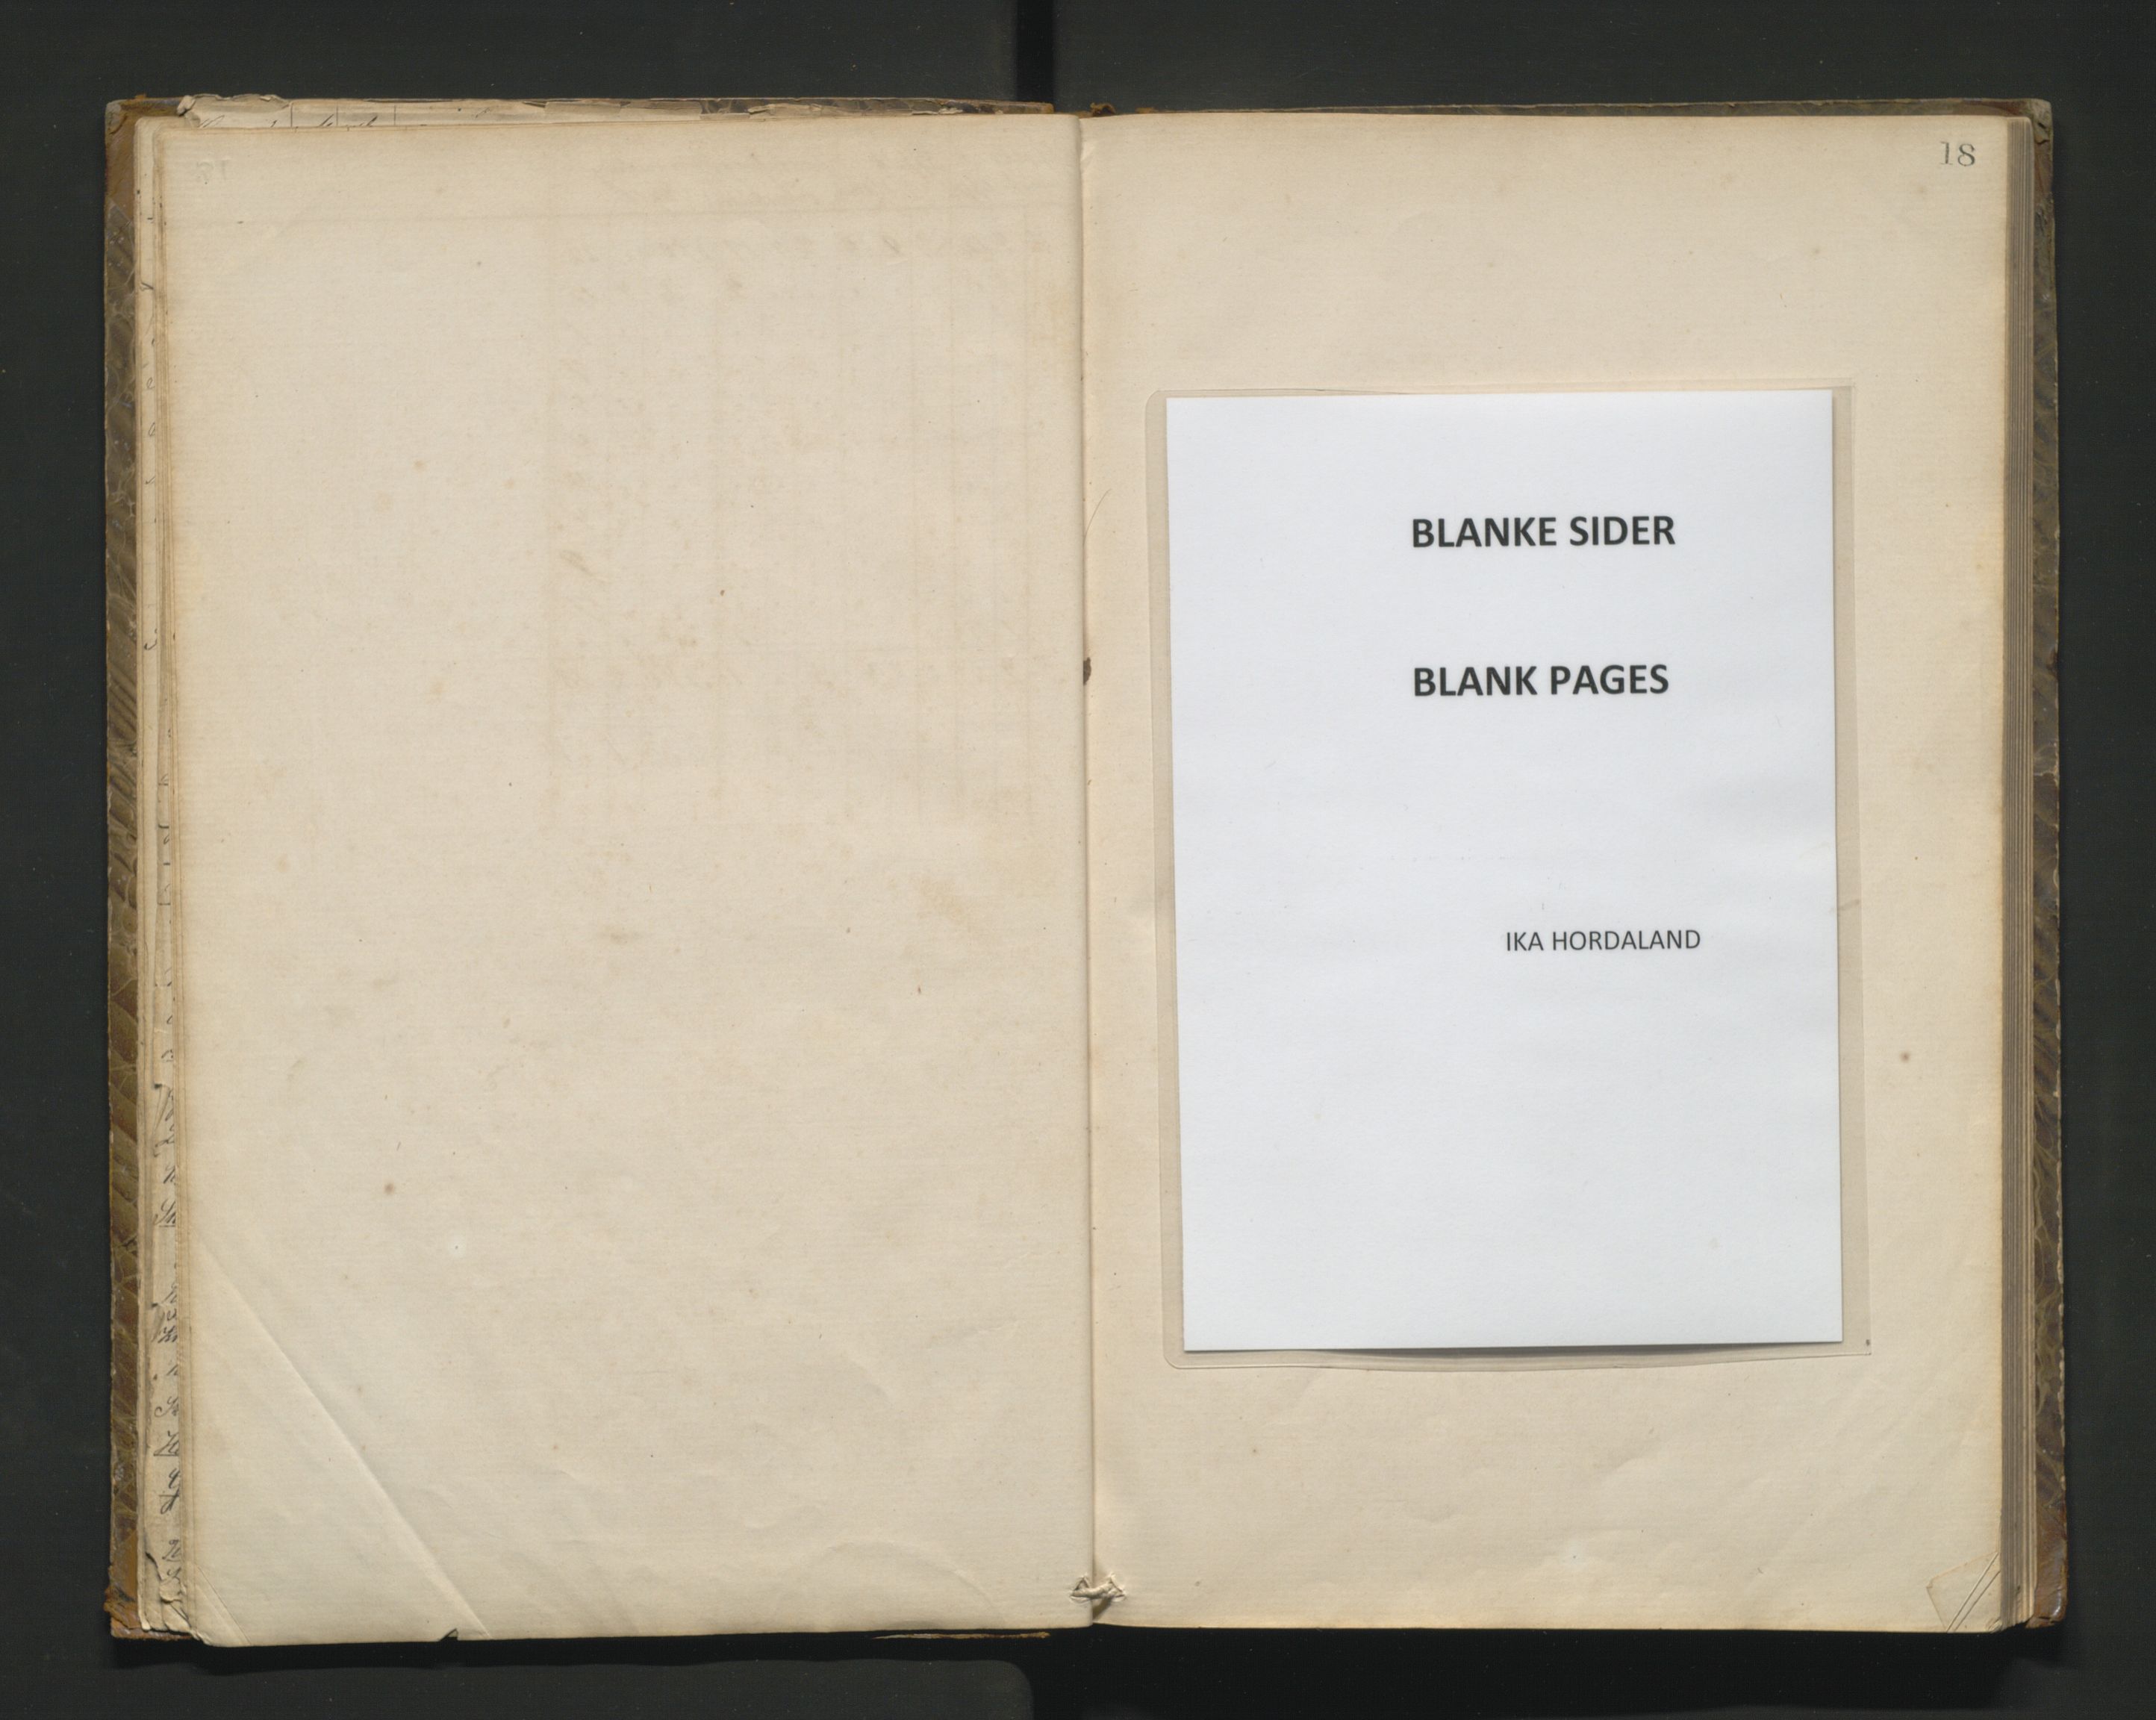 18
BLANKE SIDER
BLANK PAGES
IKA HORDALAND